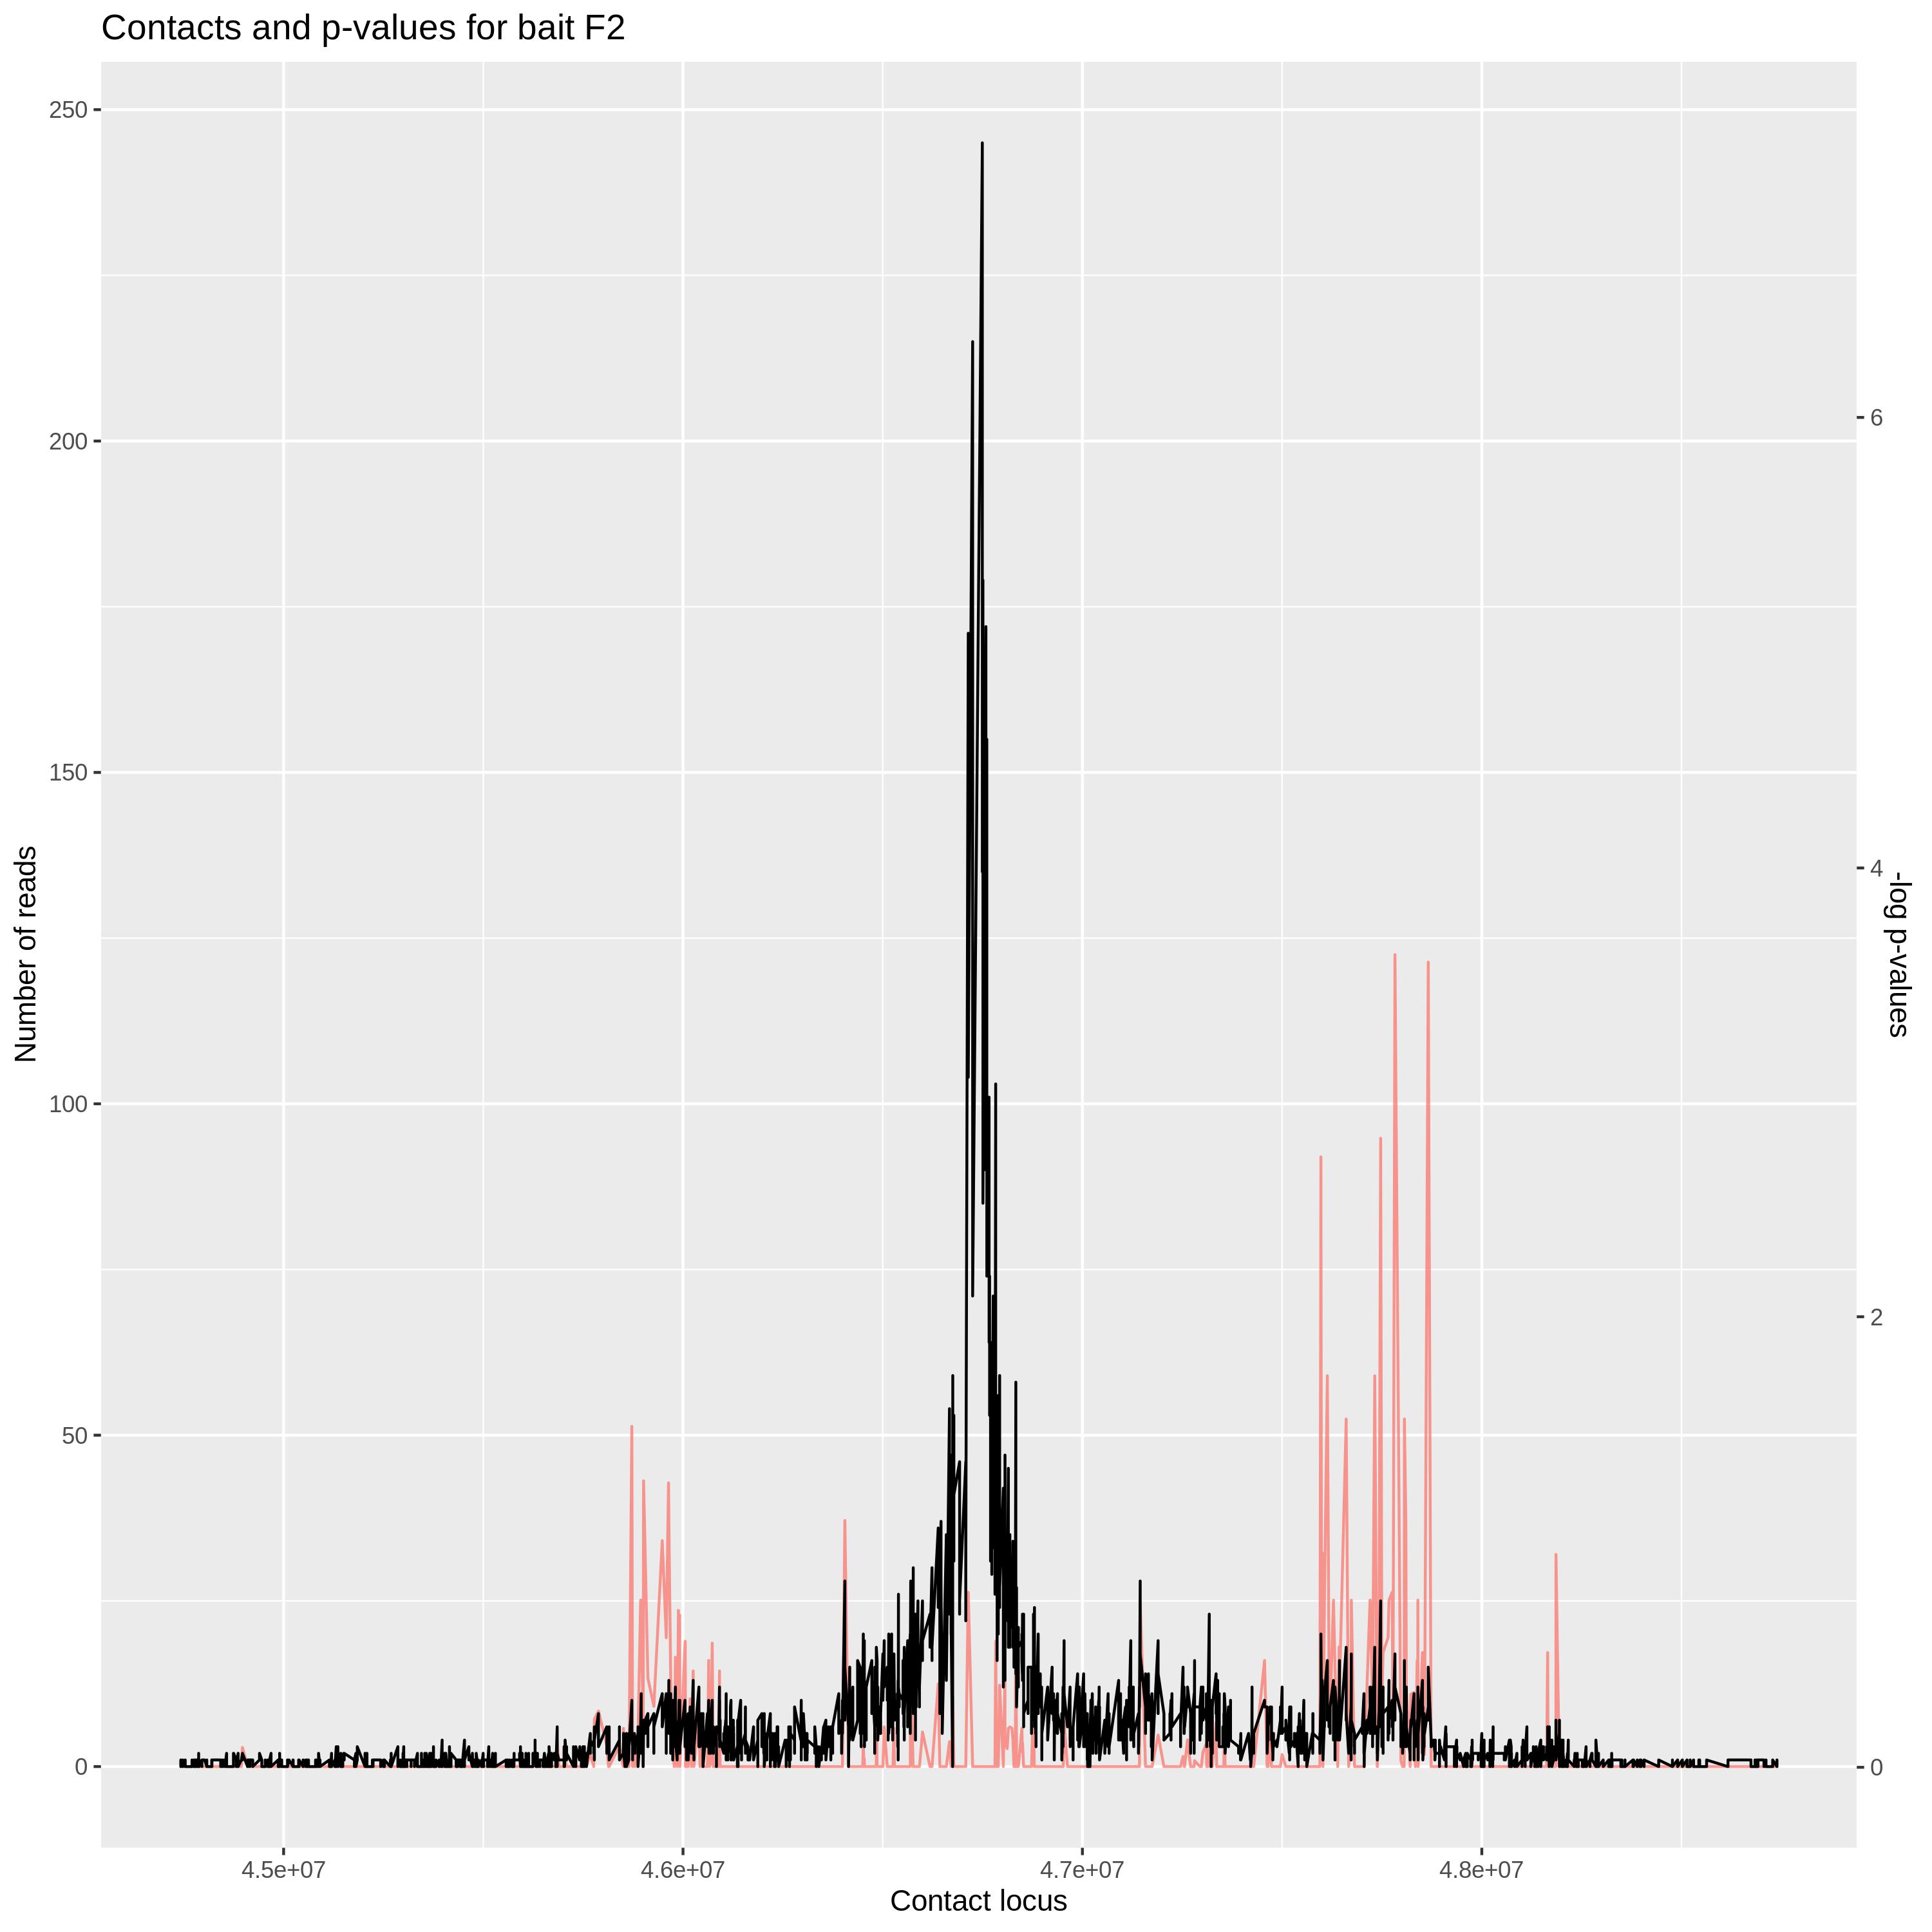 Contacts and p-values for bait F2
250
200
150
100
50
0
Number of reads
6
4
2
0
-log p-values
4.5e+07
4.6e+07
4.7e+07
4.8e+07
Contact locus